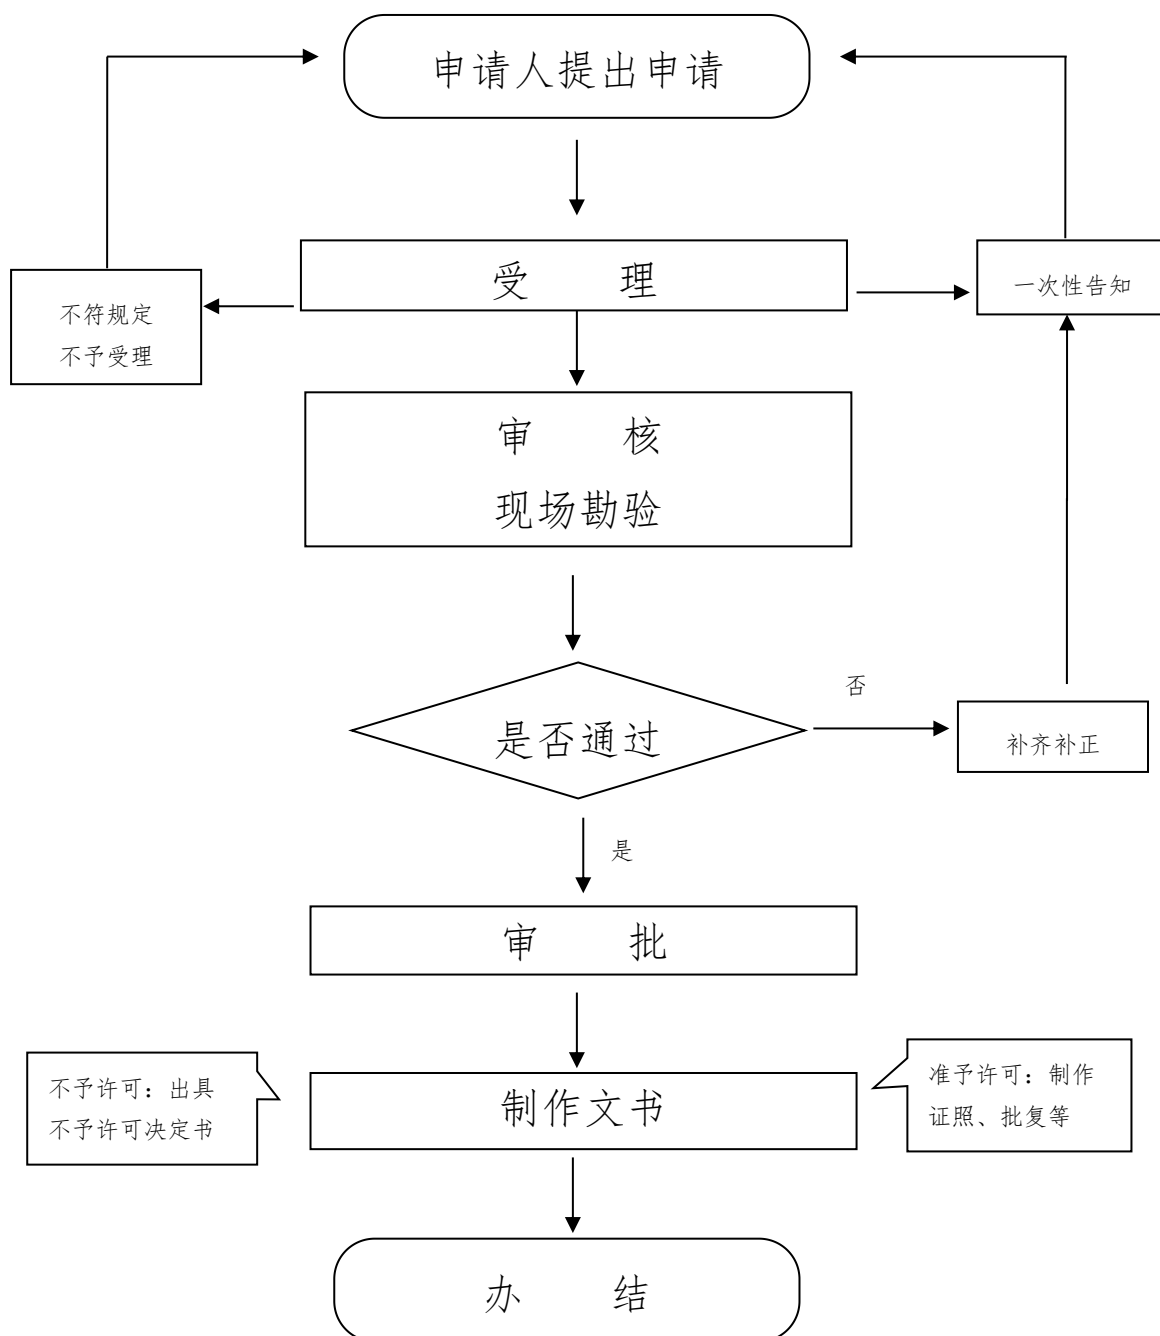 申请人提出申请
受 理
一次性告知
不符规定
不予受理
审 核
现场勘验
否
是否通过
补齐补正
是
审 批
不予许可：出具
不予许可决定书
制作文书
准予许可：制作
证照、批复等
办 结